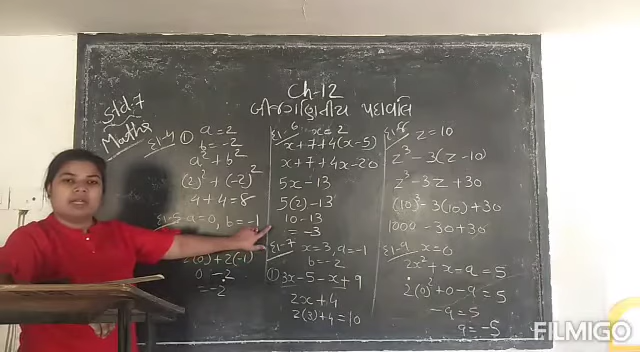 Std.7
Maths
Ch-12
બીજગણિતીય પદાવલિ
દા-4 ① a = 2
b = -2
a² + b²
(2)² + (-2)²
4 + 4 = 8
દા-5 a = 0, b = -1
2(0) + 2(-1)
0 - 2
= -2
દા-6 x = 2
x + 7 + 4(x - 5)
x + 7 + 4x - 20
5x - 13
5(2) - 13
10 - 13
= -3
દા-7 x = 3, a = -1
b = -2
① 3x - 5 - x + 9
2x + 4
2(3) + 4 = 10
દા-8 z = 10
z³ - 3(z - 10)
z³ - 3z + 30
(10)³ - 3(10) + 30
1000 - 30 + 30
દા-9 x = 0
2x² + x = a = 5
2(0)² + 0 - a = 5
- a = 5
a = -5
FILMIGO